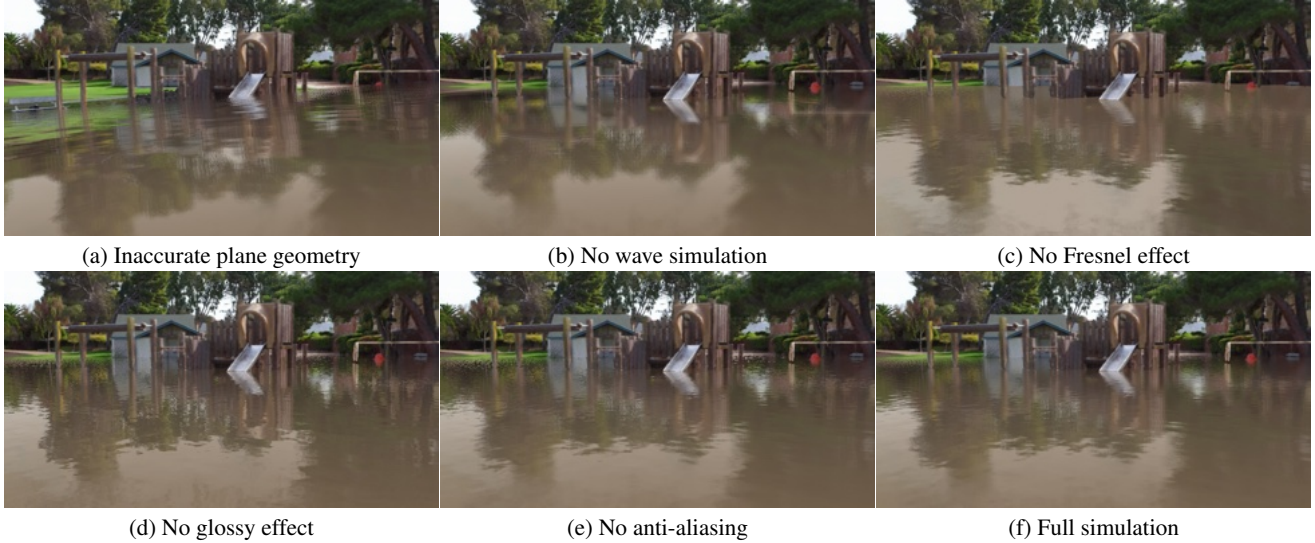 (a) Inaccurate plane geometry
(b) No wave simulation
(c) No Fresnel effect
(d) No glossy effect
(e) No anti-aliasing
(f) Full simulation